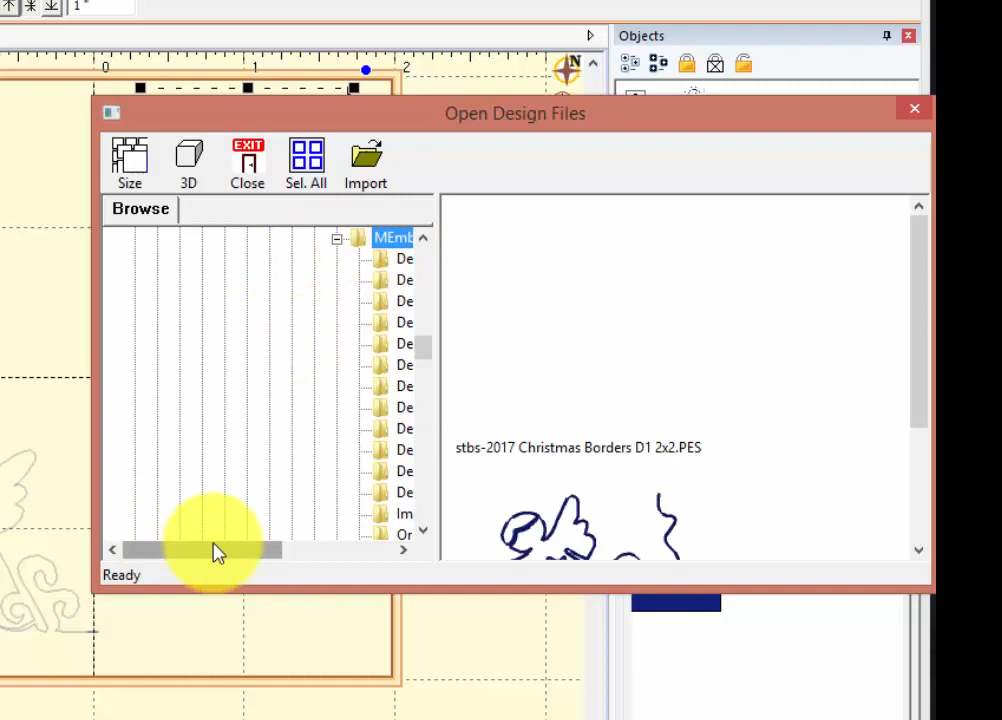 1"
Objects
0 1 2
N
Open Design Files
Size 3D EXIT Close Sel. All Import
Browse
MEmb
De
De
De
De
De
De
De
De
De
De
De
De
Im
Or
stbs-2017 Christmas Borders D1 2x2.PES
Ready